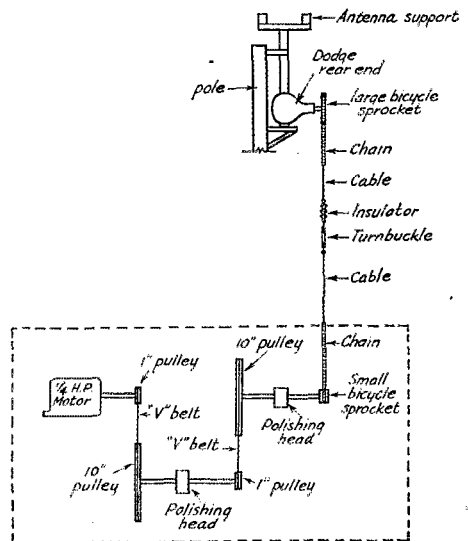 Antenna support
Dodge
rear end
pole
large bicycle
sprocket
Chain
Cable
Insulator
Turnbuckle
Cable
Chain
10" pulley
1" pulley
1/4 H.P.
Motor
"V" belt
Small
bicycle
sprocket
Polishing
head
"V" belt
10"
pulley
1" pulley
Polishing
head